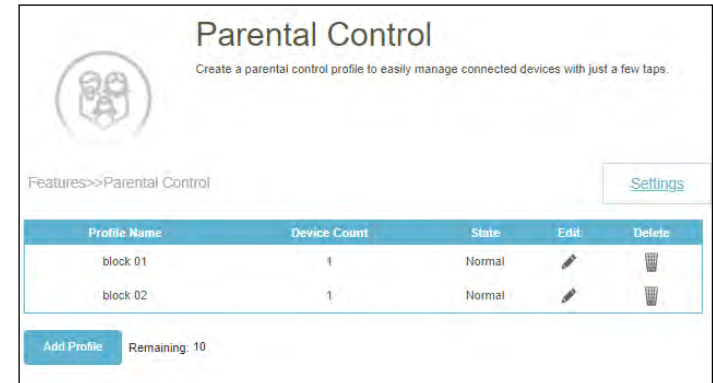 Parental Control
Create a parental control profile to easily manage connected devices with just a few taps.
Features>>Parental Control
Settings
Profile Name Device Count State Edit Delete
block 01 1 Normal
block 02 1 Normal
Add Profile Remaining: 10